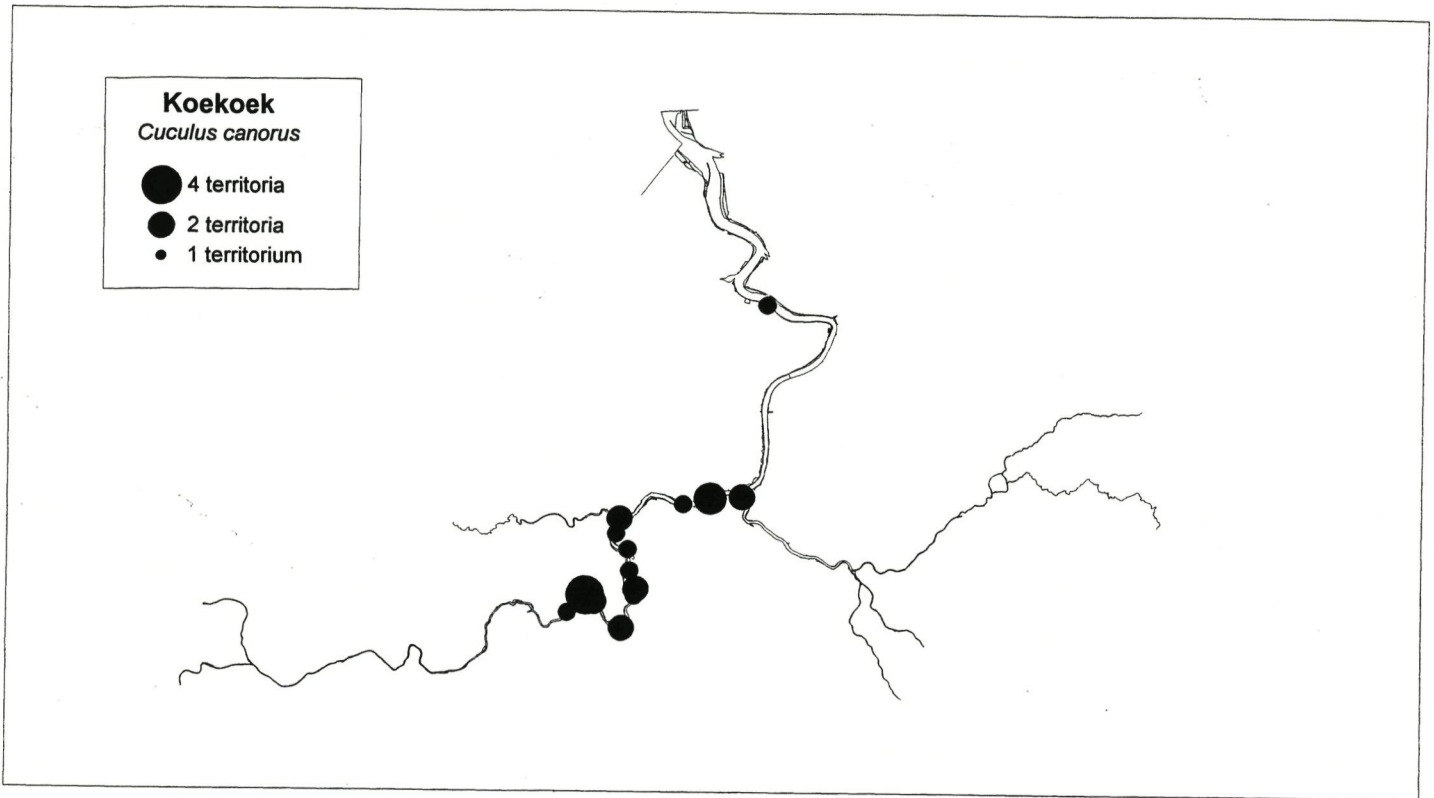 Koekoek
Cuculus canorus
4 territoria
2 territoria
1 territorium